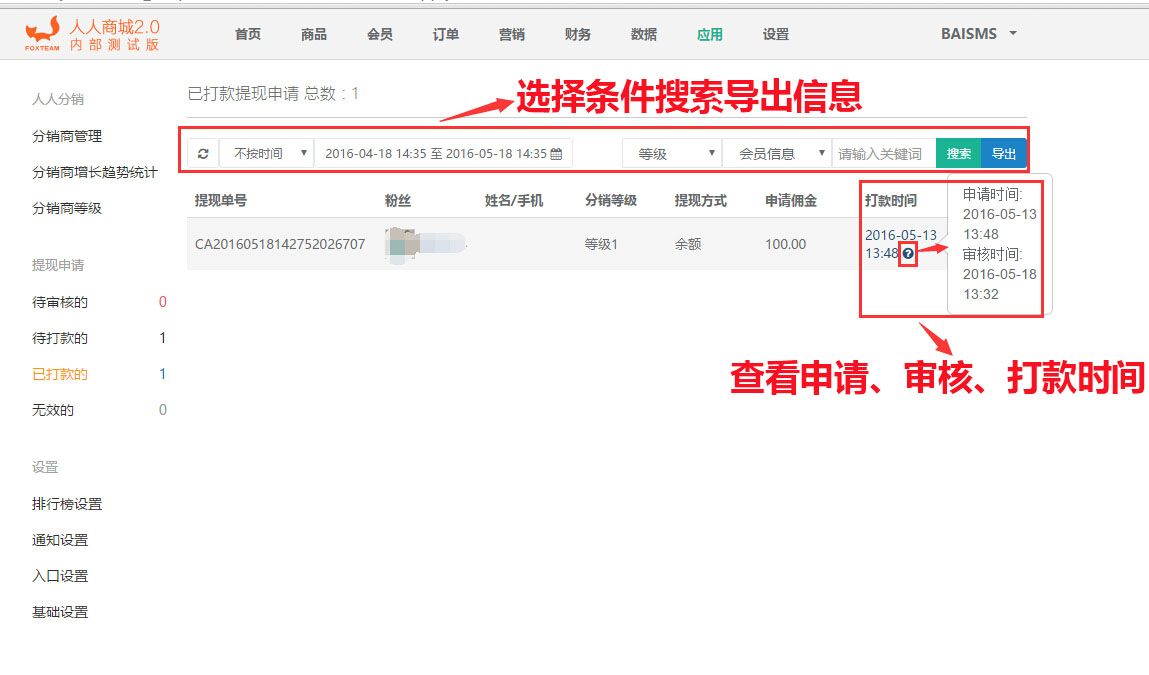 人人商城2.0
FOXTEAM 内部测试版
首页 商品 会员 订单 营销 财务 数据 应用 设置 BAISMS
人人分销
分销商管理
分销商增长趋势统计
分销商等级
提现申请
待审核的 0
待打款的 1
已打款的 1
无效的 0
设置
排行榜设置
通知设置
入口设置
基础设置
已打款提现申请 总数：1
选择条件搜索导出信息
不按时间 2016-04-18 14:35 至 2016-05-18 14:35 等级 会员信息 请输入关键词 搜索 导出
提现单号 粉丝 姓名/手机 分销等级 提现方式 申请佣金 打款时间
CA20160518142752026707 等级1 余额 100.00 2016-05-13
13:48
申请时间:
2016-05-13
13:48
审核时间:
2016-05-18
13:32
查看申请、审核、打款时间